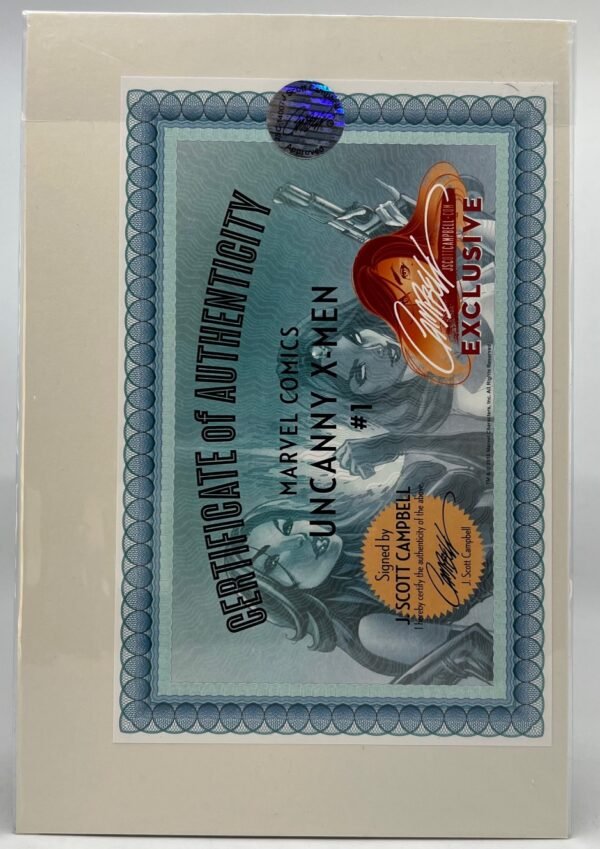 CERTIFICATE of AUTHENTICITY
MARVEL COMICS
UNCANNY X-MEN
#1
Signed by
J. SCOTT CAMPBELL
I hereby certify the authenticity of the above.
J. Scott Campbell
JSCOTTCAMPBELL.COM
EXCLUSIVE
Approved